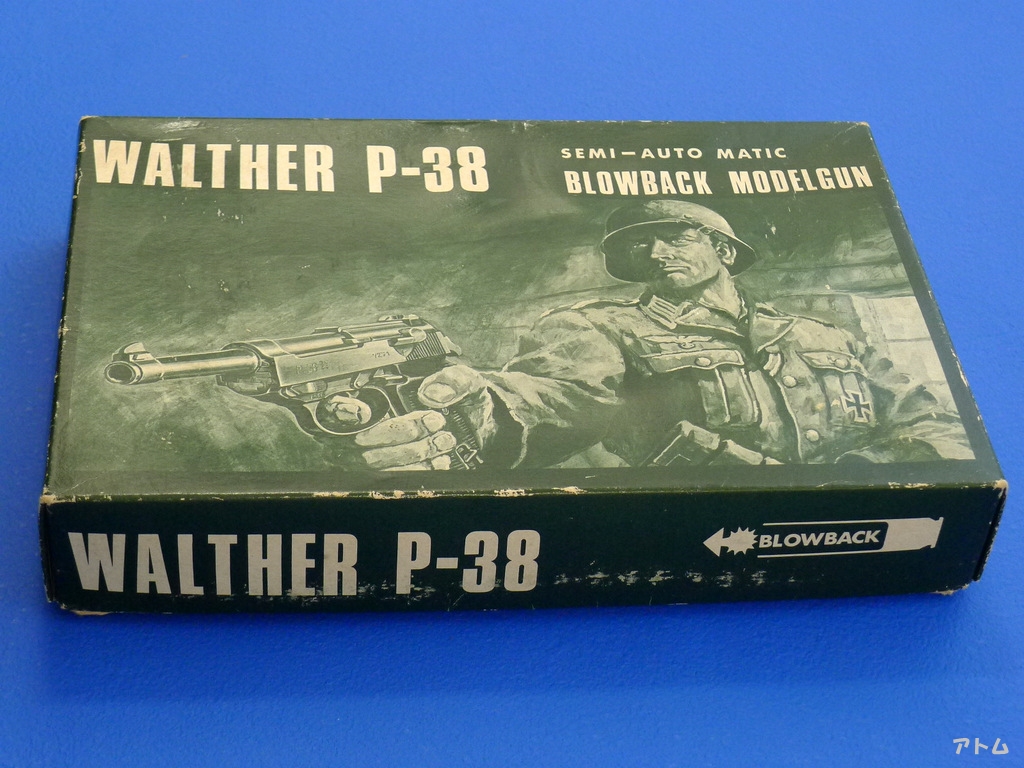 WALTHER P-38
SEMI-AUTO MATIC
BLOWBACK MODELGUN
WALTHER P-38
BLOWBACK
アトム